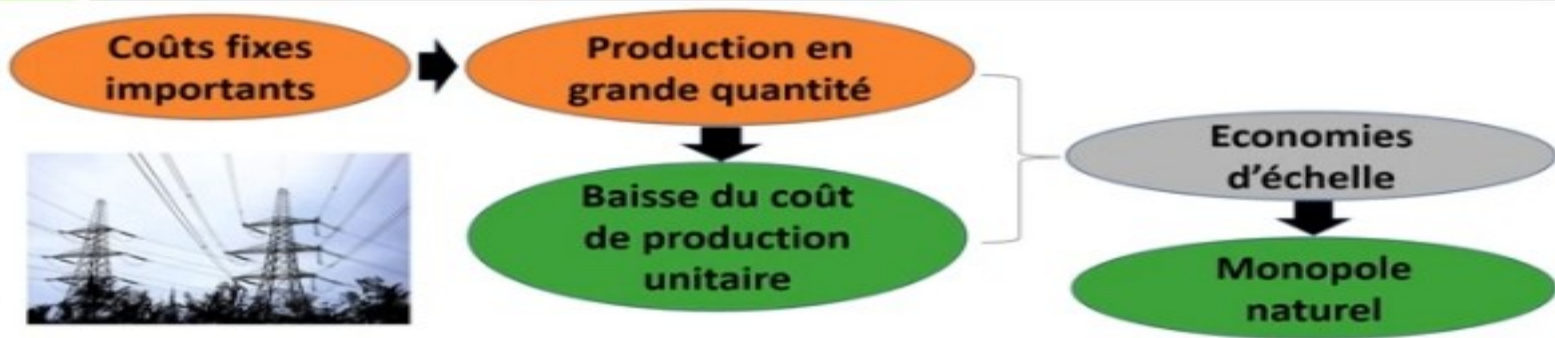 Coûts fixes
importants
Production en
grande quantité
Baisse du coût
de production
unitaire
Economies
d'échelle
Monopole
naturel